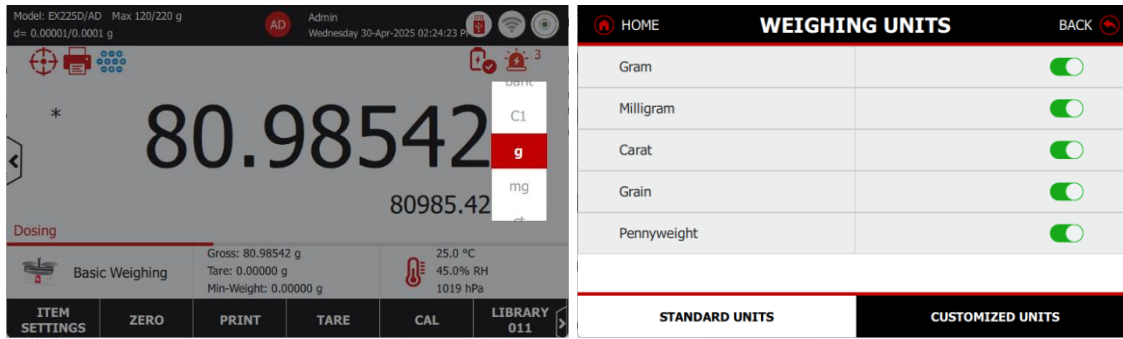 Model: EX225D/AD Max 120/220 g
d= 0.00001/0.0001 g
AD
Admin
Wednesday 30-Apr-2025 02:24:23
3
C1
*
80.98542
g
mg
80985.42
Dosing
Basic Weighing
Gross: 80.98542 g
Tare: 0.00000 g
Min-Weight: 0.00000 g
25.0 °C
45.0% RH
1019 hPa
ITEM SETTINGS
ZERO
PRINT
TARE
CAL
LIBRARY 011
HOME
WEIGHING UNITS
BACK
Gram
Milligram
Carat
Grain
Pennyweight
STANDARD UNITS
CUSTOMIZED UNITS